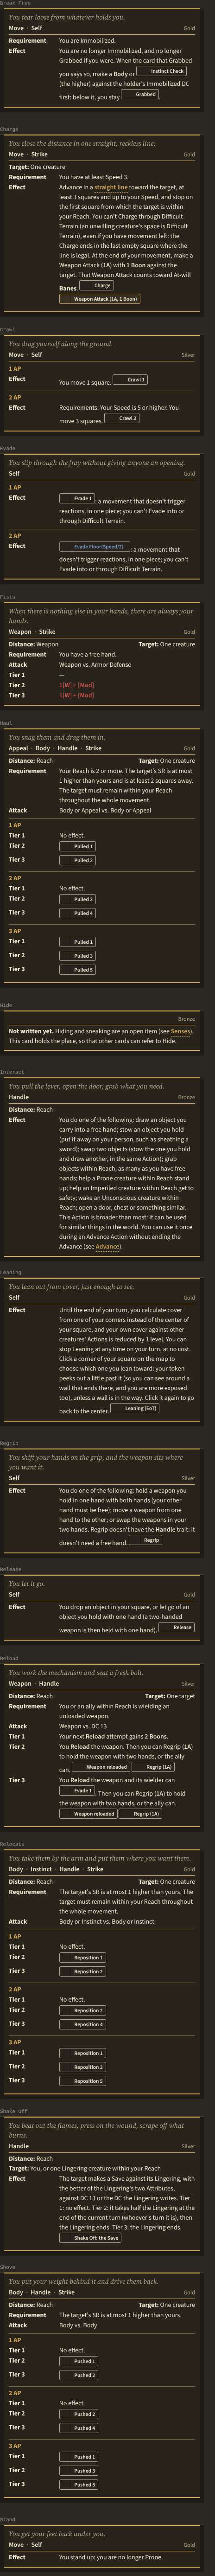 Break Free
You tear loose from whatever holds you.
Move · Self Gold
Requirement You are Immobilized.
Effect You are no longer Immobilized, and no longer
Grabbed if you were. When the card that Grabbed
you says so, make a Body or Instinct Check
(the higher) against the holder's Immobilized DC
first: below it, you stay Grabbed.
Charge
You close the distance in one straight, reckless line.
Move · Strike Gold
Target: One creature
Requirement You have at least Speed 3.
Effect Advance in a straight line toward the target, at
least 3 squares and up to your Speed, and stop on
the first square from which the target is within
your Reach. You can't Charge through Difficult
Terrain (an unwilling creature's space is Difficult
Terrain), even if you have movement left: the
Charge ends in the last empty square where the
line is legal. At the end of your movement, make a
Weapon Attack (1A) with 1 Boon against the
target. That Weapon Attack counts toward At-will
Banes. Charge
Weapon Attack (1A, 1 Boon)
Crawl
You drag yourself along the ground.
Move · Self Silver
1 AP
Effect You move 1 square. Crawl 1
2 AP
Effect Requirements: Your Speed is 5 or higher. You
move 3 squares. Crawl 3
Evade
You slip through the fray without giving anyone an opening.
Self Gold
1 AP
Effect Evade 1: a movement that doesn't trigger
reactions, in one piece; you can't Evade into or
through Difficult Terrain.
2 AP
Effect Evade Floor(Speed/2): a movement that
doesn't trigger reactions, in one piece; you can't
Evade into or through Difficult Terrain.
Fists
When there is nothing else in your hands, there are always your
hands.
Weapon · Strike Gold
Distance: Weapon Target: One creature
Requirement You have a free hand.
Attack Weapon vs. Armor Defense
Tier 1 —
Tier 2 1[W] + [Mod]
Tier 3 1[W] + [Mod]
Haul
You snag them and drag them in.
Appeal · Body · Handle · Strike Gold
Distance: Reach Target: One creature
Requirement Your Reach is 2 or more. The target's SR is at most
1 higher than yours and is at least 2 squares away.
The target must remain within your Reach
throughout the whole movement.
Attack Body or Appeal vs. Body or Appeal
1 AP
Tier 1 No effect.
Tier 2 Pulled 1
Tier 3 Pulled 2
2 AP
Tier 1 No effect.
Tier 2 Pulled 2
Tier 3 Pulled 4
3 AP
Tier 1 Pulled 1
Tier 2 Pulled 3
Tier 3 Pulled 5
Hide
Bronze
Not written yet. Hiding and sneaking are an open item (see Senses).
This card holds the place, so that other cards can refer to Hide.
Interact
You pull the lever, open the door, grab what you need.
Handle Bronze
Distance: Reach
Effect You do one of the following: draw an object you
carry into a free hand; stow an object you hold
(put it away on your person, such as sheathing a
sword); swap two objects (stow the one you hold
and draw another, in the same Action); grab
objects within Reach, as many as you have free
hands; help a Prone creature within Reach stand
up; help an Imperiled creature within Reach get to
safety; wake an Unconscious creature within
Reach; open a door, chest or something similar.
This Action is broader than most: it can be used
for similar things in the world. You can use it once
during an Advance Action without ending the
Advance (see Advance).
Leaning
You lean out from cover, just enough to see.
Self Gold
Effect Until the end of your turn, you calculate cover
from one of your corners instead of the center of
your square, and your own cover against other
creatures' Actions is reduced by 1 level. You can
stop Leaning at any time on your turn, at no cost.
Click a corner of your square on the map to
choose which one you lean toward: your token
peeks out a little past it (so you can see around a
wall that ends there, and you are more exposed
too), unless a wall is in the way. Click it again to go
back to the center. Leaning (EoT)
Regrip
You shift your hands on the grip, and the weapon sits where
you want it.
Self Silver
Effect You do one of the following: hold a weapon you
hold in one hand with both hands (your other
hand must be free); move a weapon from one
hand to the other; or swap the weapons in your
two hands. Regrip doesn't have the Handle trait: it
doesn't need a free hand. Regrip
Release
You let it go.
Self Gold
Effect You drop an object in your square, or let go of an
object you hold with one hand (a two-handed
weapon is then held with one hand). Release
Reload
You work the mechanism and seat a fresh bolt.
Weapon · Handle Silver
Distance: Reach Target: One target
Requirement You or an ally within Reach is wielding an
unloaded weapon.
Attack Weapon vs. DC 13
Tier 1 Your next Reload attempt gains 2 Boons.
Tier 2 You Reload the weapon. Then you can Regrip (1A)
to hold the weapon with two hands, or the ally
can. Weapon reloaded Regrip (1A)
Tier 3 You Reload the weapon and its wielder can
Evade 1. Then you can Regrip (1A) to hold
the weapon with two hands, or the ally can.
Weapon reloaded Regrip (1A)
Relocate
You take them by the arm and put them where you want them.
Body · Instinct · Handle · Strike Gold
Distance: Reach Target: One creature
Requirement The target's SR is at most 1 higher than yours. The
target must remain within your Reach throughout
the whole movement.
Attack Body or Instinct vs. Body or Instinct
1 AP
Tier 1 No effect.
Tier 2 Reposition 1
Tier 3 Reposition 2
2 AP
Tier 1 No effect.
Tier 2 Reposition 2
Tier 3 Reposition 4
3 AP
Tier 1 Reposition 1
Tier 2 Reposition 3
Tier 3 Reposition 5
Shake Off
You beat out the flames, press on the wound, scrape off what
burns.
Handle Silver
Distance: Reach
Target: You, or one Lingering creature within your Reach
Effect The target makes a Save against its Lingering, with
the better of the Lingering's two Attributes,
against DC 13 or the DC the Lingering writes. Tier
1: no effect. Tier 2: it takes half the Lingering at the
end of the current turn (whoever's turn it is), then
the Lingering ends. Tier 3: the Lingering ends.
Shake Off: the Save
Shove
You put your weight behind it and drive them back.
Body · Handle · Strike Gold
Distance: Reach Target: One creature
Requirement The target's SR is at most 1 higher than yours.
Attack Body vs. Body
1 AP
Tier 1 No effect.
Tier 2 Pushed 1
Tier 3 Pushed 2
2 AP
Tier 1 No effect.
Tier 2 Pushed 2
Tier 3 Pushed 4
3 AP
Tier 1 Pushed 1
Tier 2 Pushed 3
Tier 3 Pushed 5
Stand
You get your feet back under you.
Move · Self Gold
Effect You stand up: you are no longer Prone.